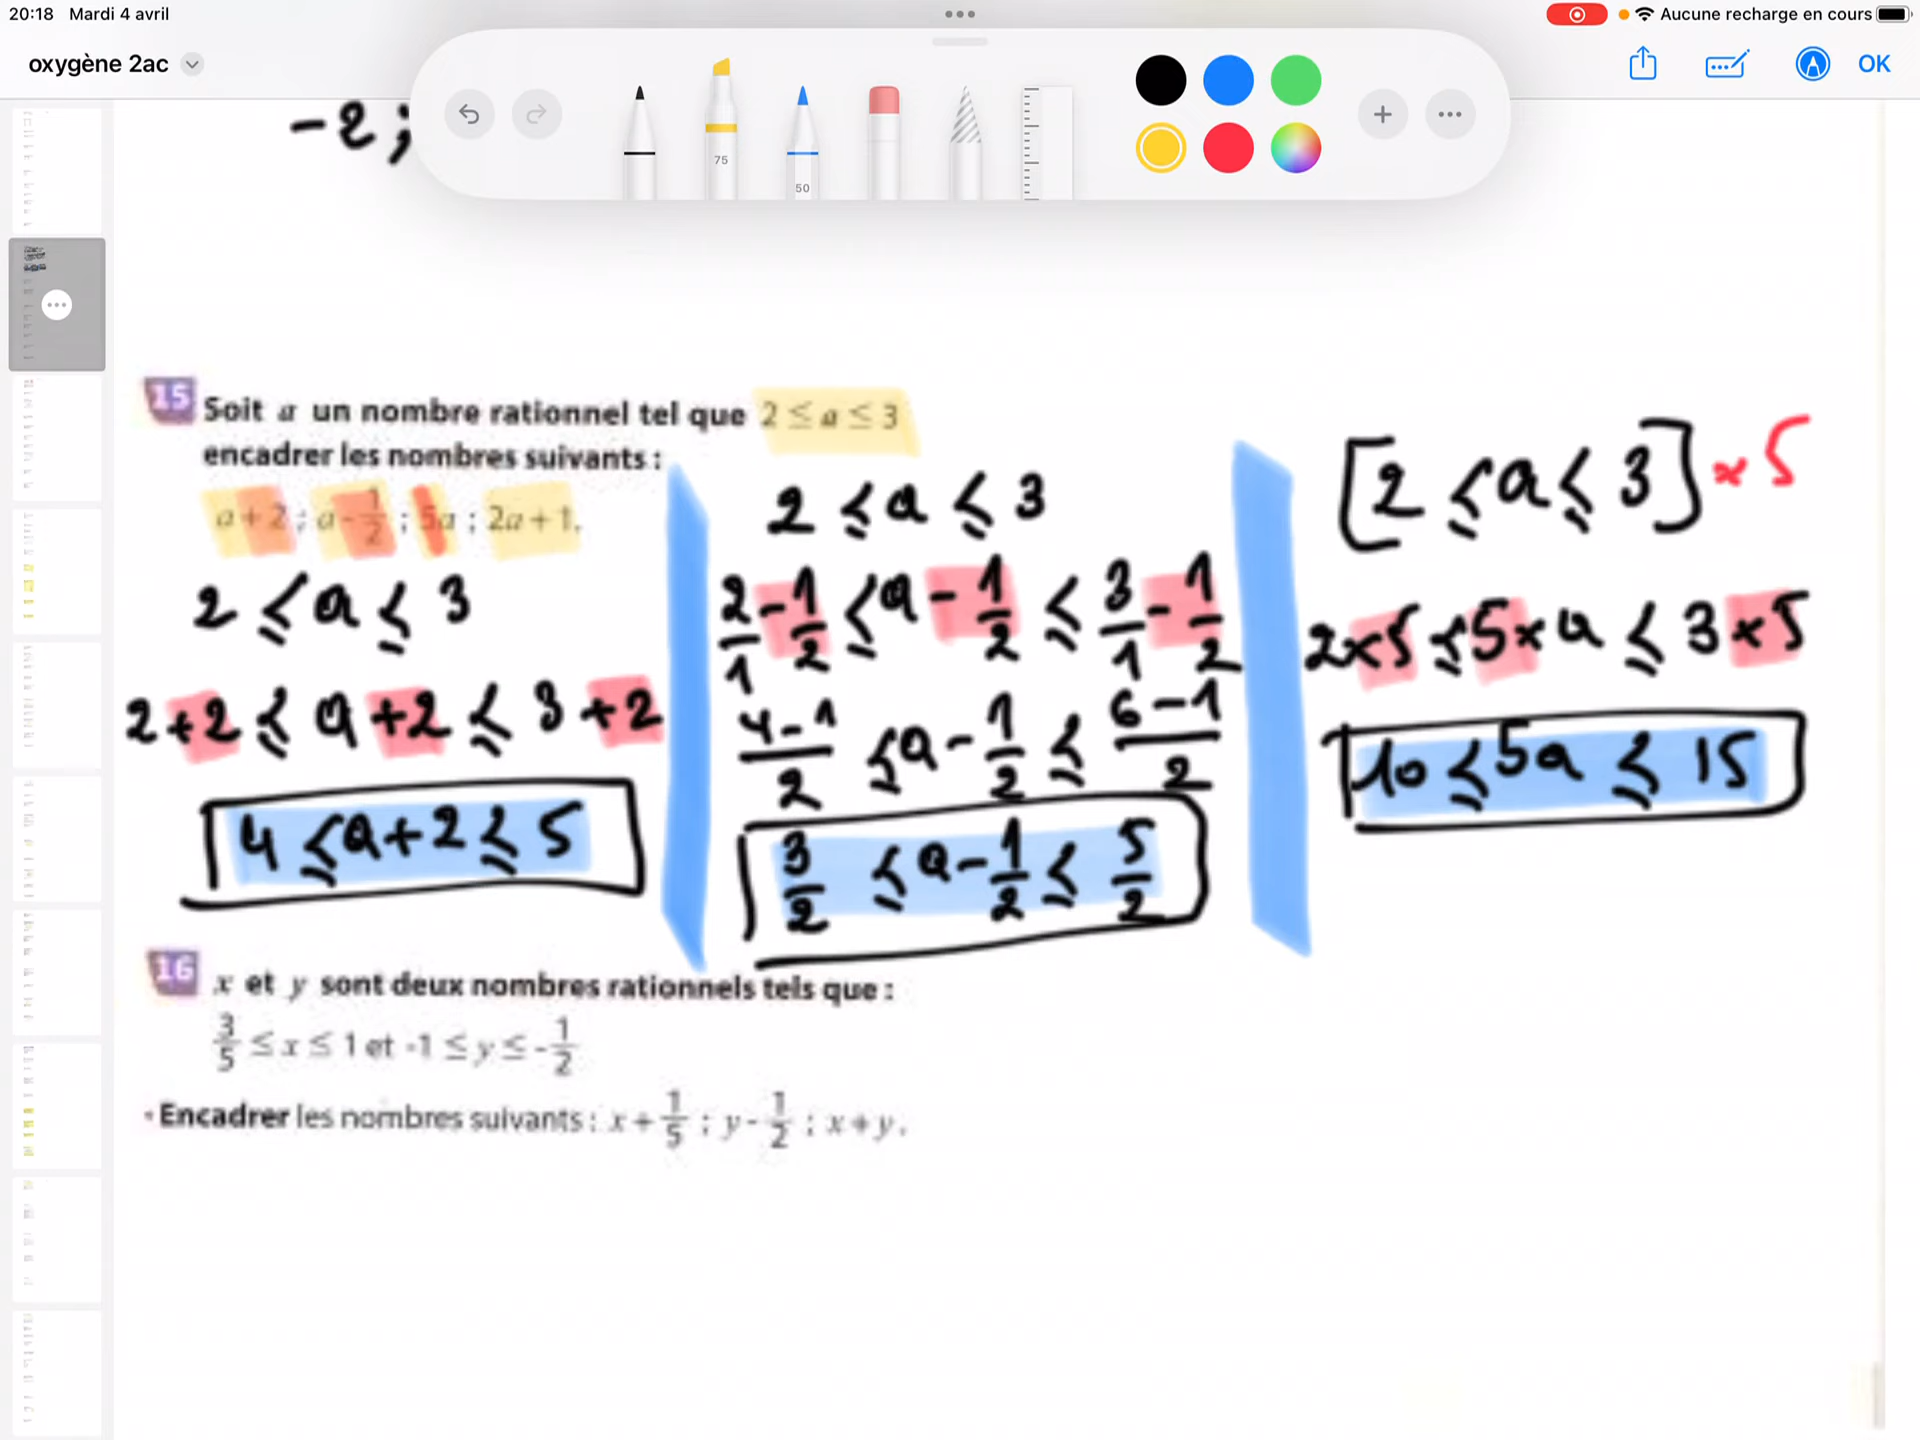 20:18 Mardi 4 avril
Aucune recharge en cours
oxygène 2ac
OK
75
50
-2;
15 Soit a un nombre rationnel tel que 2 ≤ a ≤ 3
encadrer les nombres suivants :
a+2 ; a-1/2 ; 5a ; 2a+1.
2 ≤ a ≤ 3
2+2 ≤ a+2 ≤ 3+2
4 ≤ a+2 ≤ 5
2 ≤ a ≤ 3
2/1 - 1/2 ≤ a - 1/2 ≤ 3/1 - 1/2
4-1/2 ≤ a - 1/2 ≤ 6-1/2
3/2 ≤ a - 1/2 ≤ 5/2
[2 ≤ a ≤ 3] × 5
2×5 ≤ 5×a ≤ 3×5
10 ≤ 5a ≤ 15
16 x et y sont deux nombres rationnels tels que :
3/5 ≤ x ≤ 1 et -1 ≤ y ≤ -1/2
• Encadrer les nombres suivants : x + 1/5 ; y - 1/2 ; x + y .